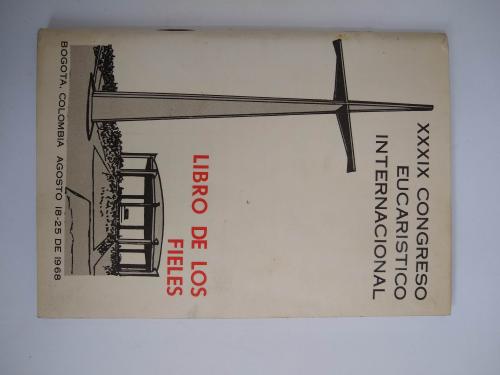 XXXIX CONGRESO
EUCARISTICO
INTERNACIONAL
LIBRO DE LOS
FIELES
BOGOTA, COLOMBIA AGOSTO 18-25 DE 1968